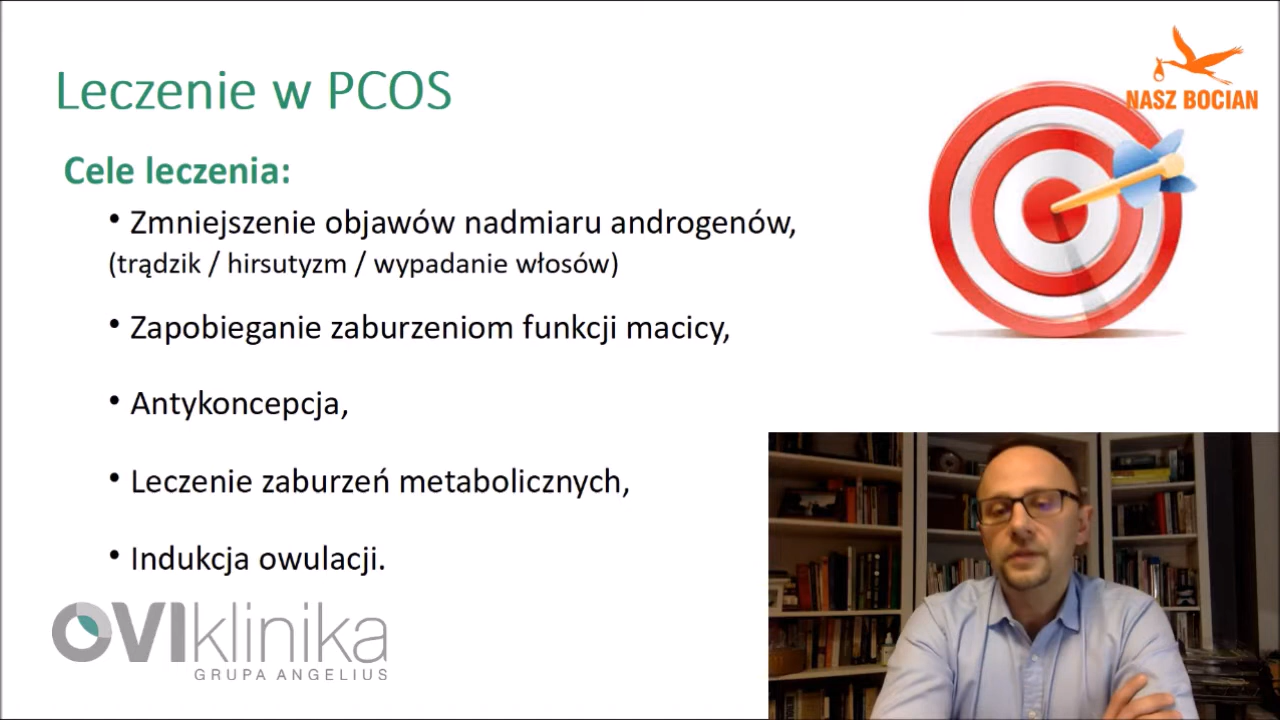 Leczenie w PCOS
NASZ BOCIAN
Cele leczenia:
• Zmniejszenie objawów nadmiaru androgenów,
(trądzik / hirsutyzm / wypadanie włosów)
• Zapobieganie zaburzeniom funkcji macicy,
• Antykoncepcja,
• Leczenie zaburzeń metabolicznych,
• Indukcja owulacji.
OVIklinika
GRUPA ANGELIUS